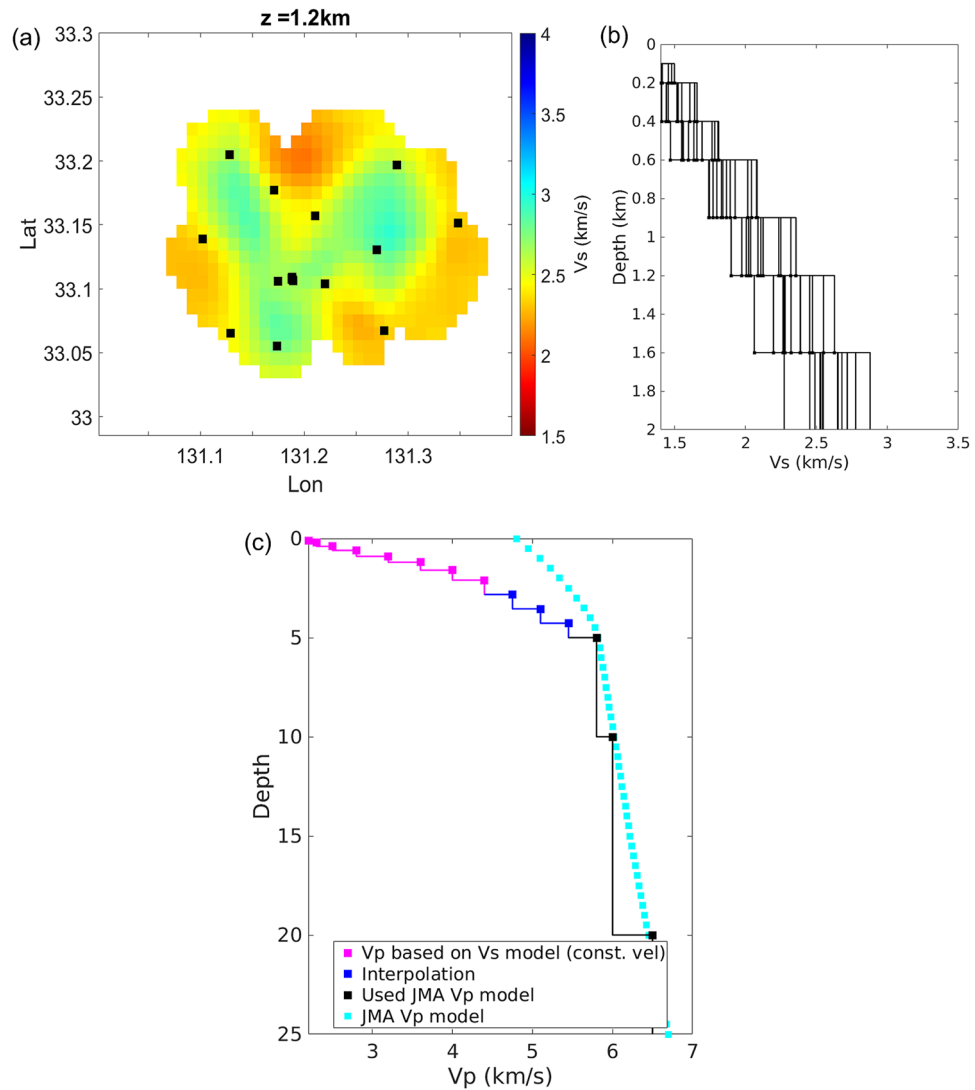 (a)
z =1.2km
33.3
33.25
33.2
33.15
33.1
33.05
33
Lat
131.1
131.2
131.3
Lon
4
3.5
3
2.5
2
1.5
Vs (km/s)
(b)
0
0.2
0.4
0.6
0.8
1
1.2
1.4
1.6
1.8
2
Depth (km)
1.5
2
2.5
3
3.5
Vs (km/s)
(c)
0
5
10
15
20
25
Depth
Vp based on Vs model (const. vel)
Interpolation
Used JMA Vp model
JMA Vp model
3
4
5
6
7
Vp (km/s)